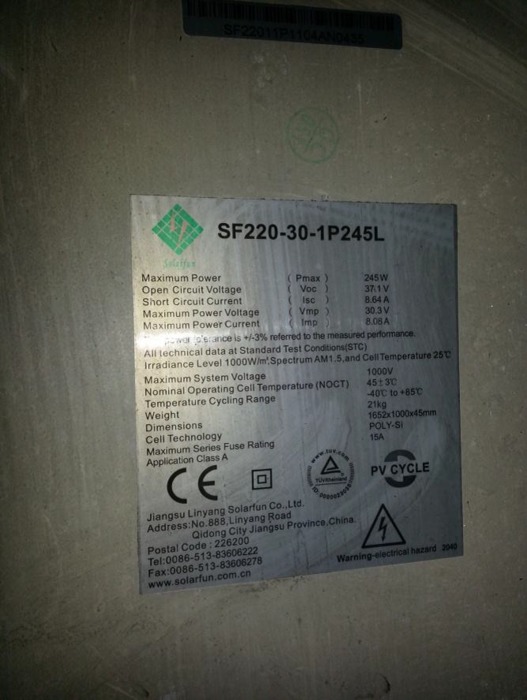 SF22011P1104AN0435
Solarfun
SF220-30-1P245L
Maximum Power ( Pmax ) 245W
Open Circuit Voltage ( Voc ) 37.1V
Short Circuit Current ( Isc ) 8.64A
Maximum Power Voltage ( Vmp ) 30.3V
Maximum Power Current ( Imp 8.08A
is +/-3% referred to the measured performance.
All technical data at Standard Test Conditions(STC)
Irradiance Level 1000W/m², Spectrum AM1.5, and Cell Temperature 25°C
Maximum System Voltage 1000V
Nominal Operating Cell Temperature (NOCT) 45±3°C
Temperature Cycling Range -40°C to +85°C
Weight 21kg
Dimensions 1652x1000x45mm
Cell Technology POLY-Si
Maximum Series Fuse Rating 15A
Application Class A
CE
www.tuv.com
TÜVRheinland
PV CYCLE
Jiangsu Linyang Solarfun Co.,Ltd.
Address:No.888,Linyang Road
Qidong City Jiangsu Province,China
Postal Code : 226200
Tel:0086-513-83606222
Fax:0086-513-83606278
www.solarfun.com.cn
Warning-electrical hazard 2040